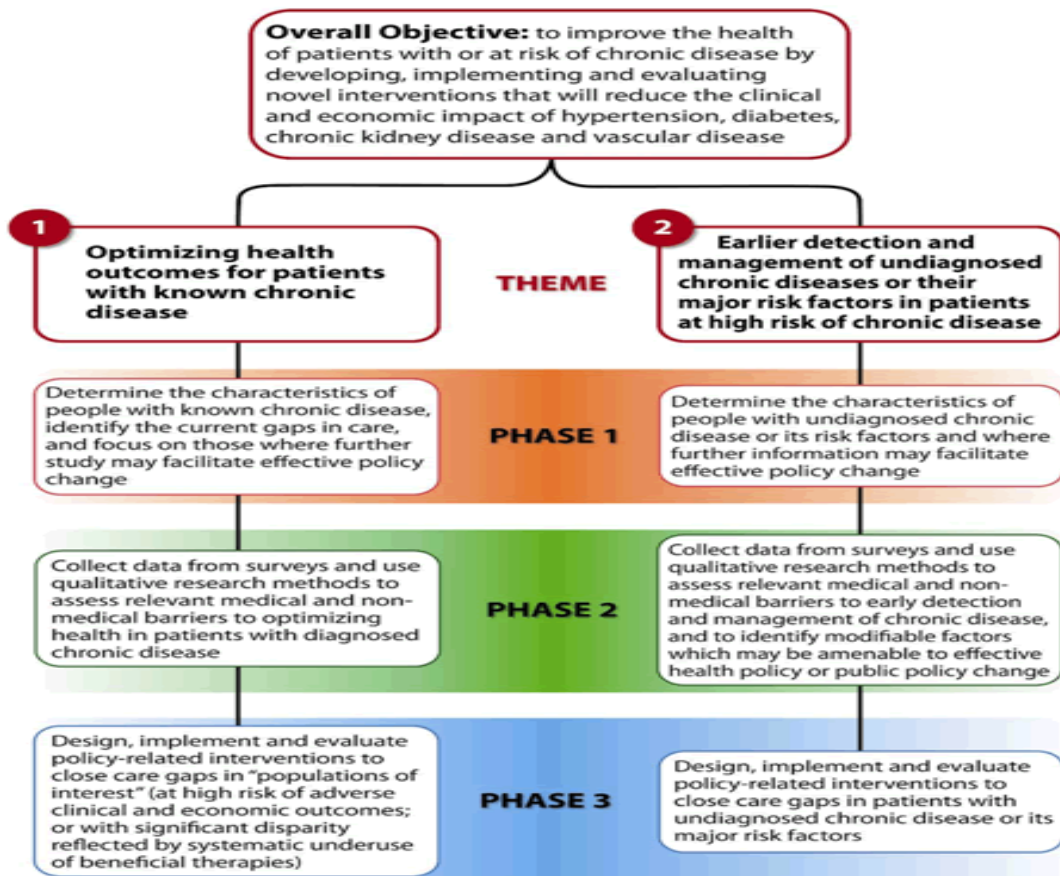 Overall Objective: to improve the health
of patients with or at risk of chronic disease by
developing, implementing and evaluating
novel interventions that will reduce the clinical
and economic impact of hypertension, diabetes,
chronic kidney disease and vascular disease
1
Optimizing health
outcomes for patients
with known chronic
disease
THEME
2
Earlier detection and
management of undiagnosed
chronic diseases or their
major risk factors in patients
at high risk of chronic disease
Determine the characteristics of
people with known chronic disease,
identify the current gaps in care,
and focus on those where further
study may facilitate effective policy
change
PHASE 1
Determine the characteristics of
people with undiagnosed chronic
disease or its risk factors and where
further information may facilitate
effective policy change
Collect data from surveys and use
qualitative research methods to
assess relevant medical and non-
medical barriers to optimizing
health in patients with diagnosed
chronic disease
PHASE 2
Collect data from surveys and use
qualitative research methods to
assess relevant medical and non-
medical barriers to early detection
and management of chronic disease,
and to identify modifiable factors
which may be amenable to effective
health policy or public policy change
Design, implement and evaluate
policy-related interventions to
close care gaps in "populations of
interest" (at high risk of adverse
clinical and economic outcomes;
or with significant disparity
reflected by systematic underuse
of beneficial therapies)
PHASE 3
Design, implement and evaluate
policy-related interventions to
close care gaps in patients with
undiagnosed chronic disease or its
major risk factors